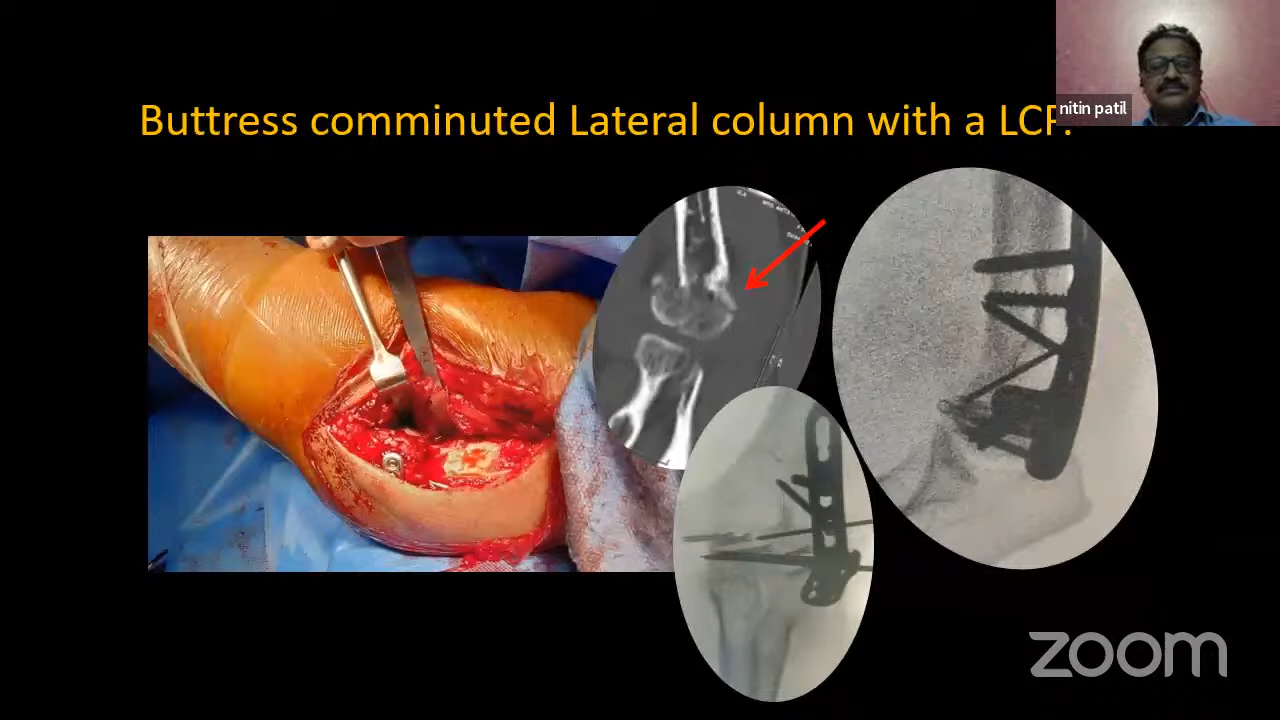 Buttress comminuted Lateral column with a LCP.
nitin patil
zoom